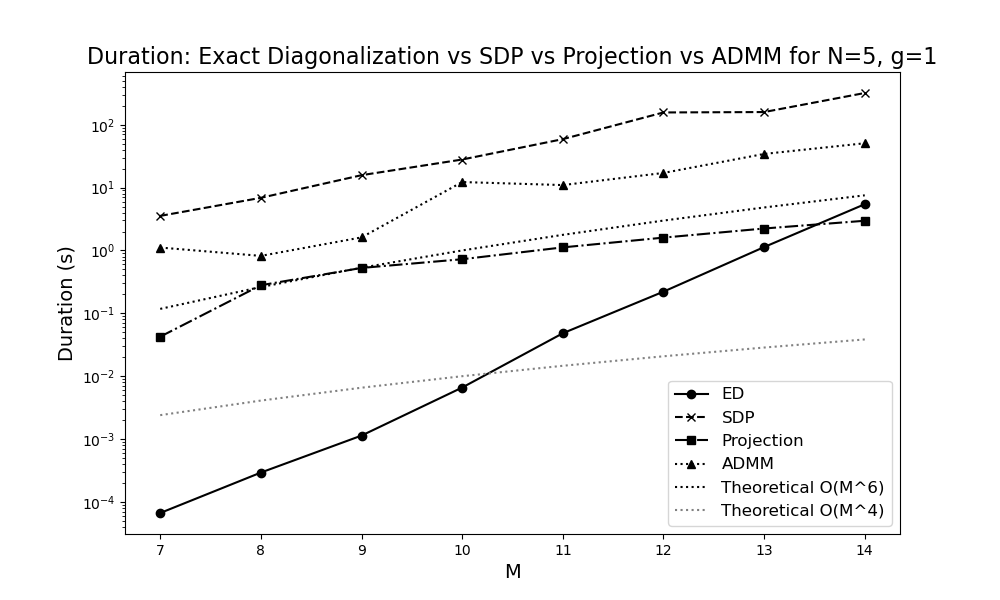 Duration: Exact Diagonalization vs SDP vs Projection vs ADMM for N=5, g=1
Duration (s)
10^2
10^1
10^0
10^-1
10^-2
10^-3
10^-4
7 8 9 10 11 12 13 14
M
ED
SDP
Projection
ADMM
Theoretical O(M^6)
Theoretical O(M^4)